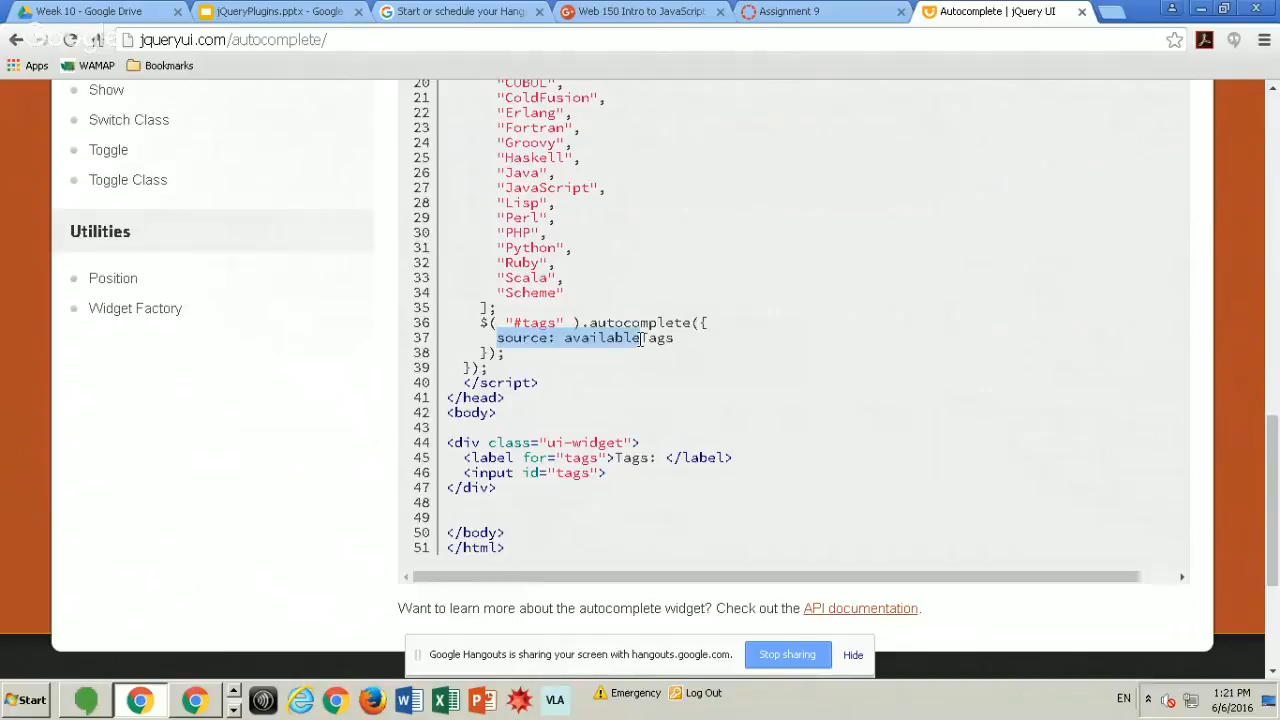 Week 10 - Google Drive
jQueryPlugins.pptx - Google
Start or schedule your Hang
Web 150 Intro to JavaScript
Assignment 9
Autocomplete | jQuery UI
jqueryui.com/autocomplete/
Apps
WAMAP
Bookmarks
Show
Switch Class
Toggle
Toggle Class
Utilities
Position
Widget Factory
20 "COBOL",
21 "ColdFusion",
22 "Erlang",
23 "Fortran",
24 "Groovy",
25 "Haskell",
26 "Java",
27 "JavaScript",
28 "Lisp",
29 "Perl",
30 "PHP",
31 "Python",
32 "Ruby",
33 "Scala",
34 "Scheme"
35 ];
36 $( "#tags" ).autocomplete({
37 source: availableTags
38 });
39 });
40 </script>
41 </head>
42 <body>
43
44 <div class="ui-widget">
45 <label for="tags">Tags: </label>
46 <input id="tags">
47 </div>
48
49
50 </body>
51 </html>
Want to learn more about the autocomplete widget? Check out the API documentation.
Google Hangouts is sharing your screen with hangouts.google.com.
Stop sharing
Hide
Start
VLA
Emergency
Log Out
EN
1:21 PM
6/6/2016